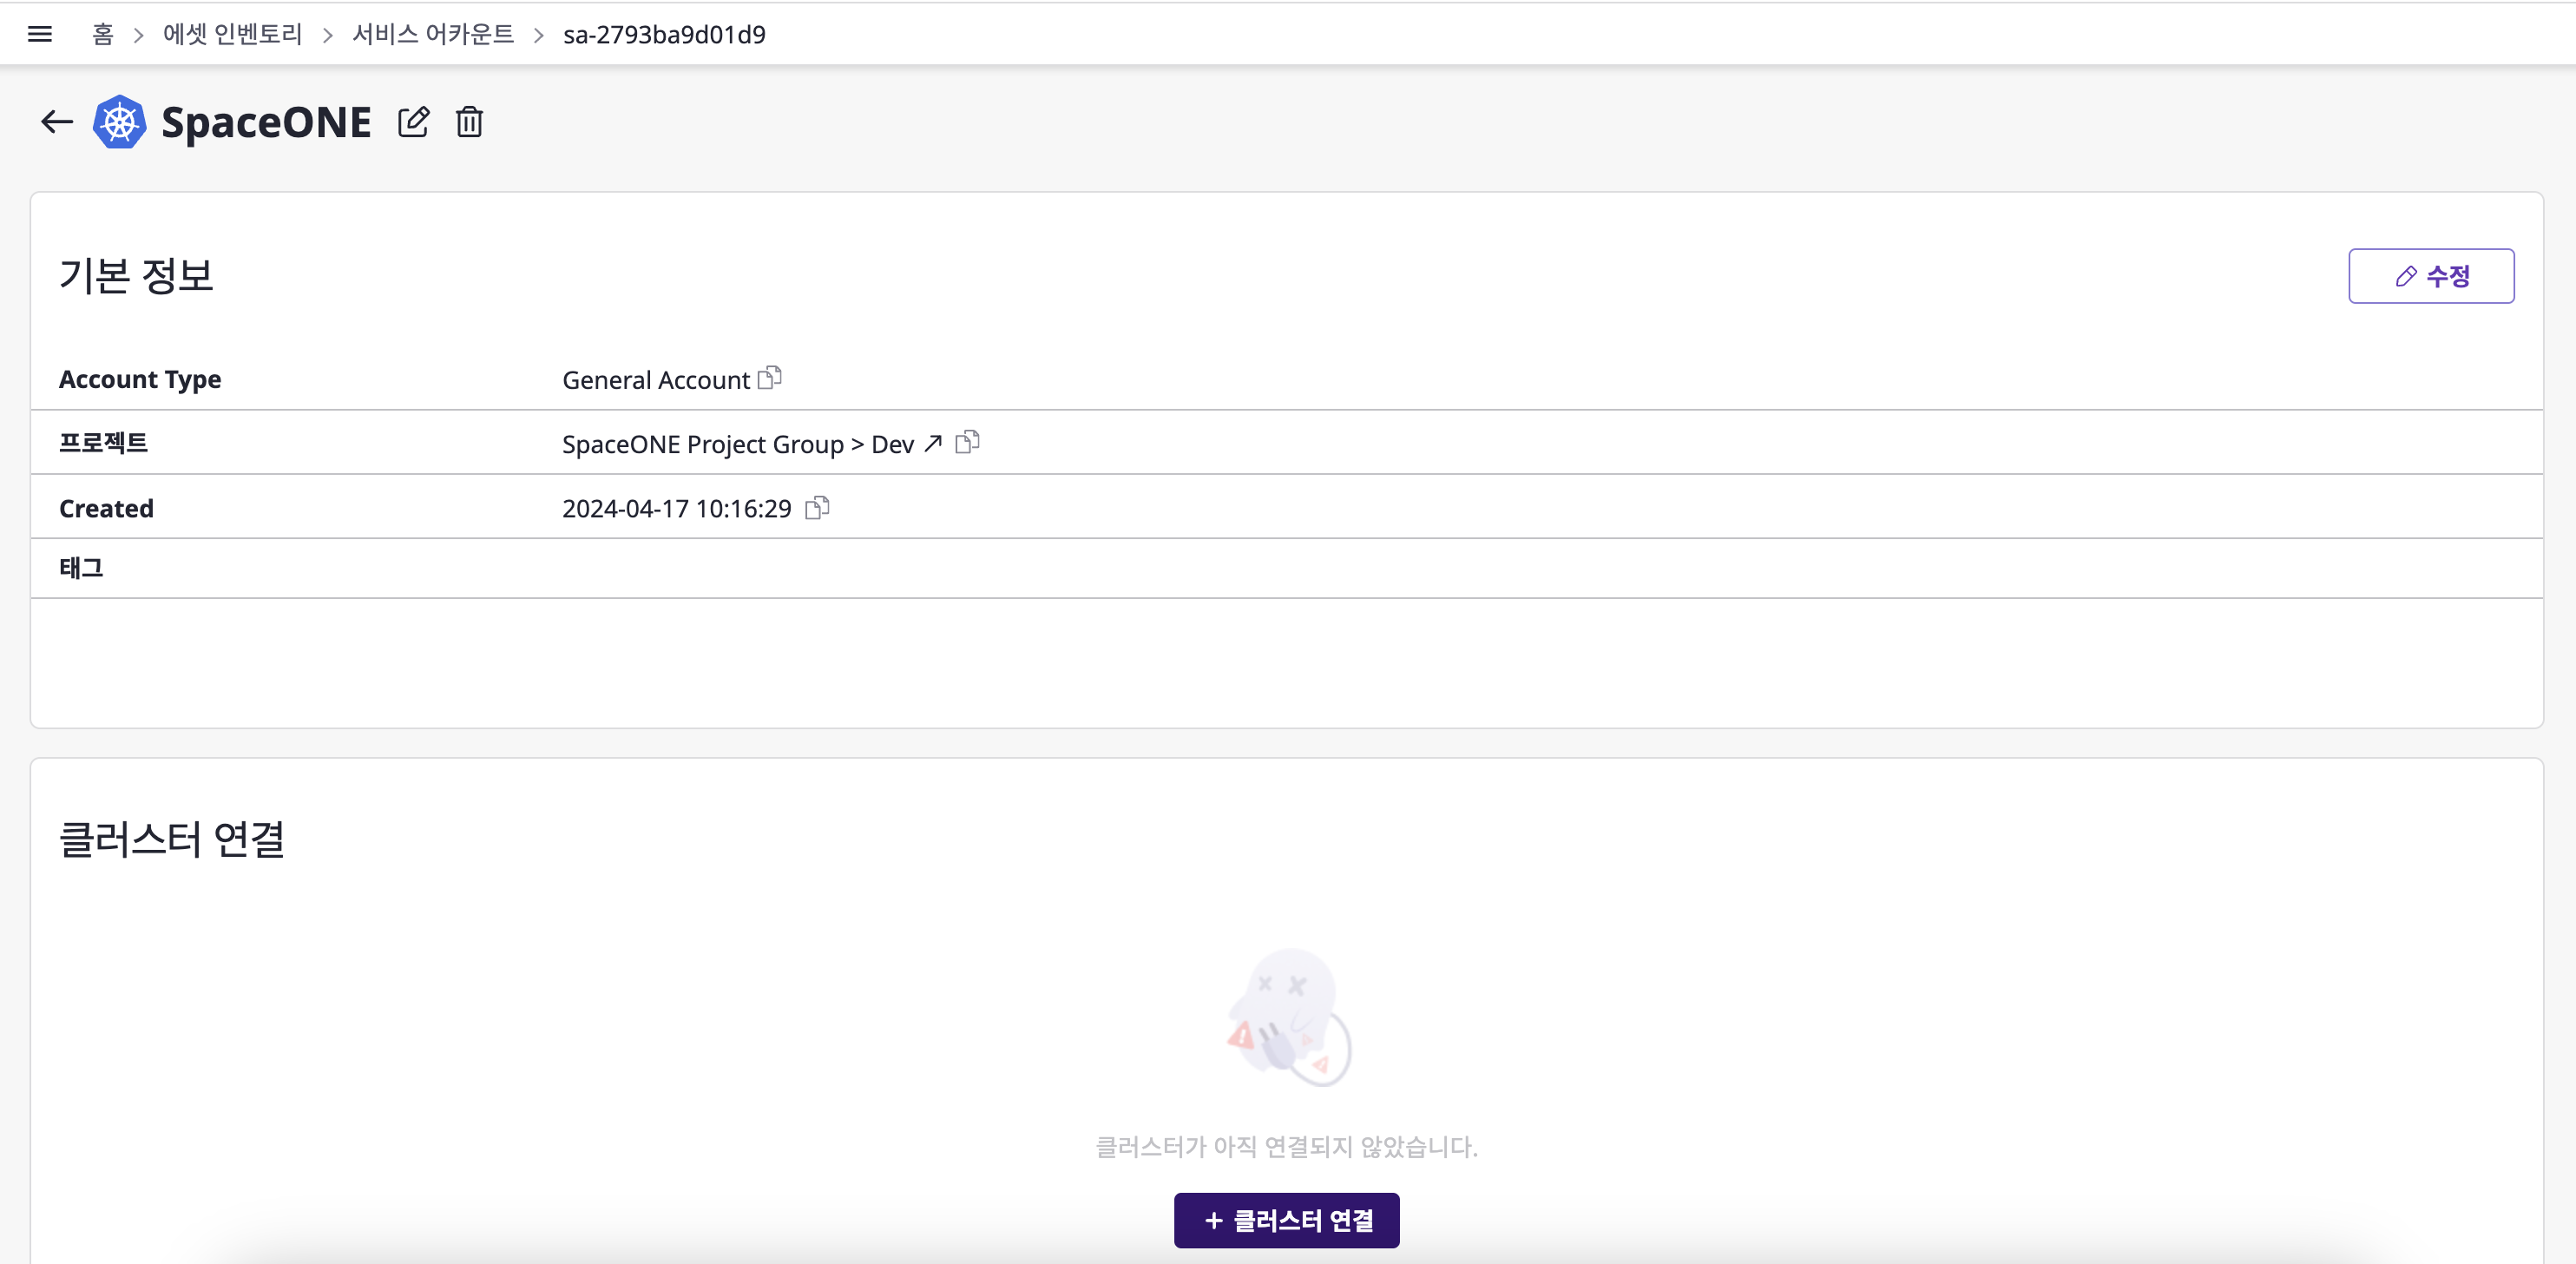 홈 > 에셋 인벤토리 > 서비스 어카운트 > sa-2793ba9d01d9
SpaceONE
기본 정보
수정
Account Type General Account
프로젝트 SpaceONE Project Group > Dev
Created 2024-04-17 10:16:29
태그
클러스터 연결
클러스터가 아직 연결되지 않았습니다.
+ 클러스터 연결